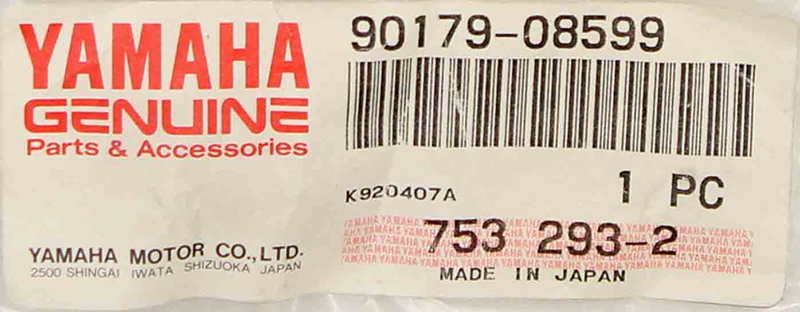 YAMAHA
GENUINE
Parts & Accessories
YAMAHA MOTOR CO., LTD.
2500 SHINGAI IWATA SHIZUOKA JAPAN
90179-08599
K920407A 1 PC
753 293-2
MADE IN JAPAN